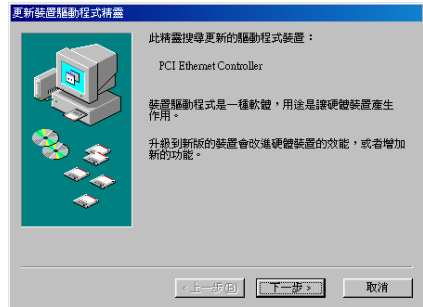 更新裝置驅動程式精靈
此精靈搜尋更新的驅動程式裝置：
PCI Ethernet Controller
裝置驅動程式是一種軟體，用途是讓硬體裝置產生
作用。
升級到新版的裝置會改進硬體裝置的效能，或者增加
新的功能。
<上一步(B)
下一步 >
取消